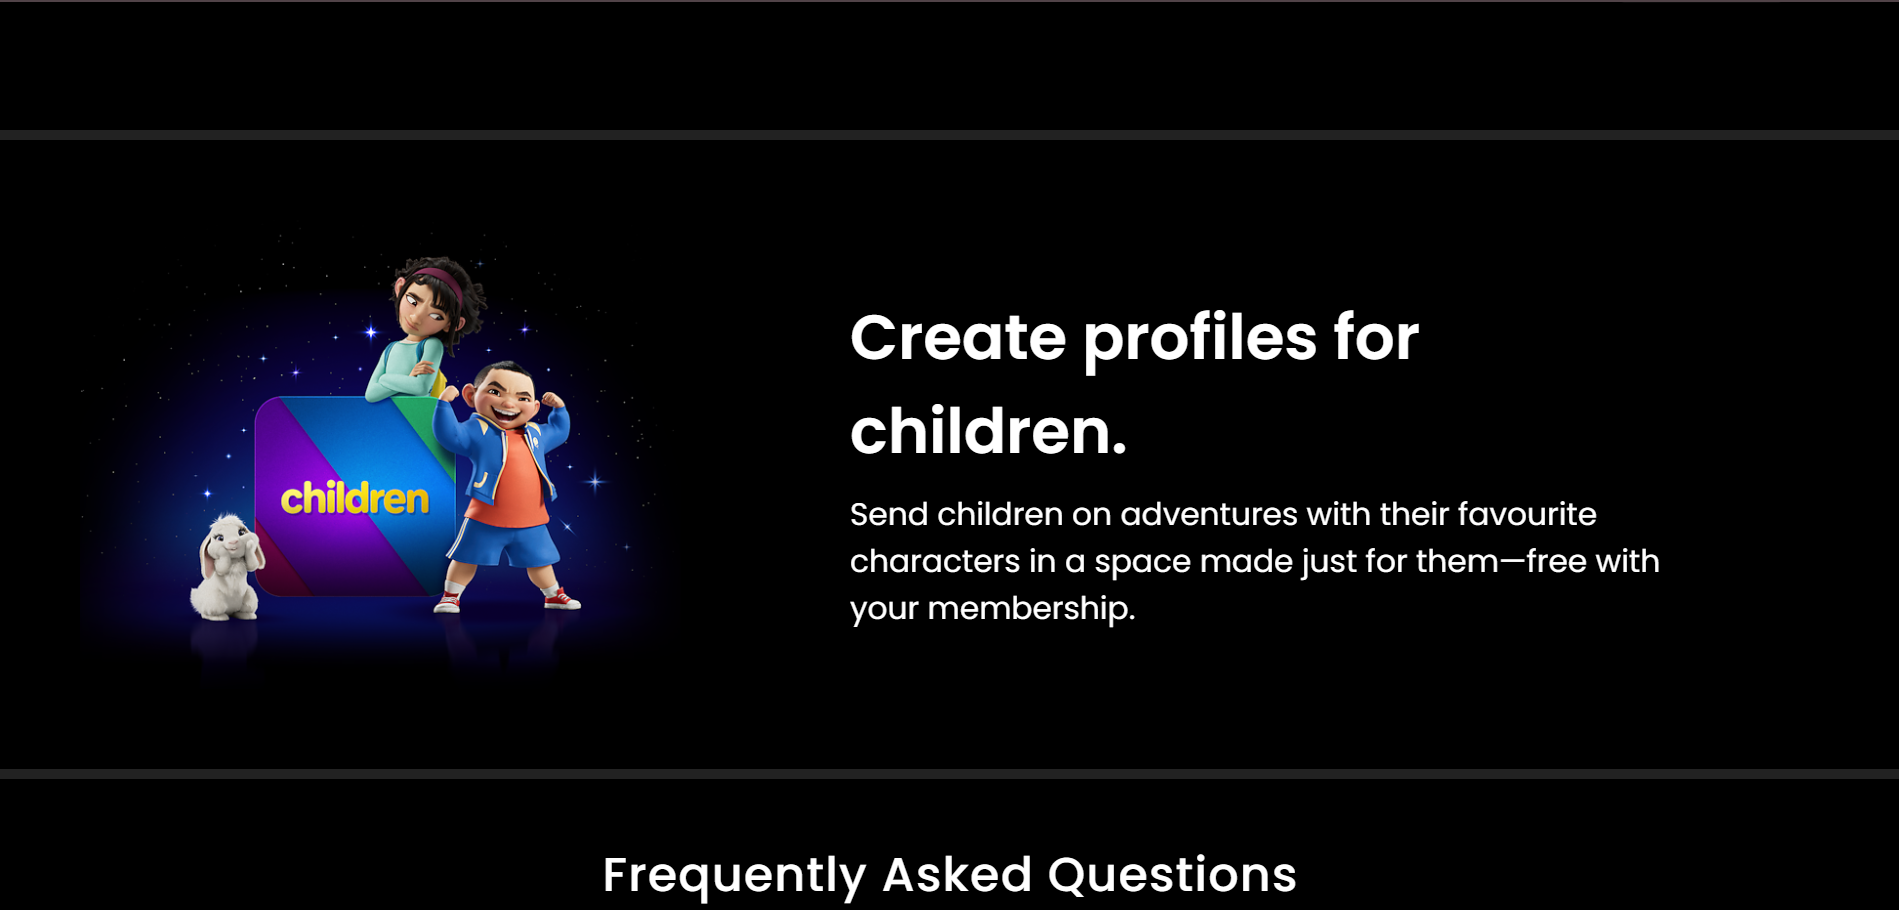 children
Create profiles for
children.
Send children on adventures with their favourite
characters in a space made just for them—free with
your membership.
Frequently Asked Questions